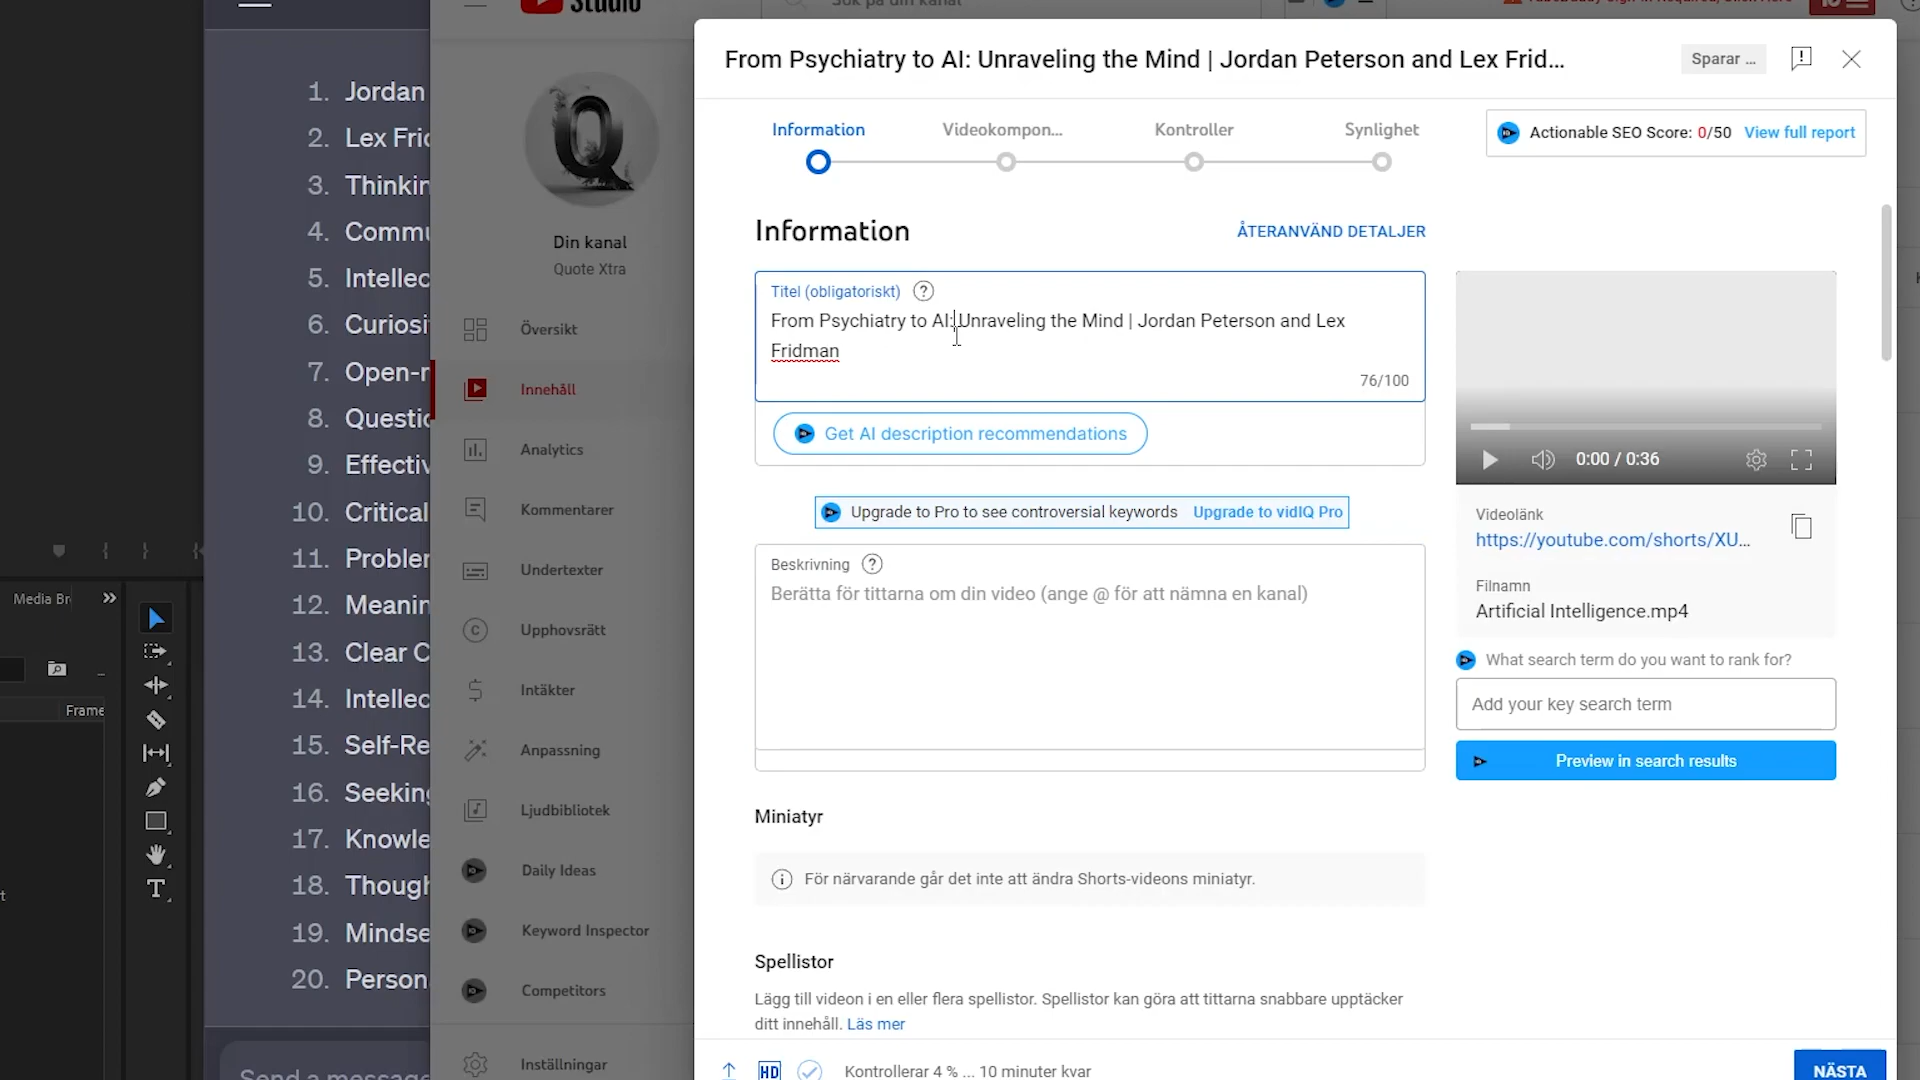 Studio
Sök på din kanal
From Psychiatry to AI: Unraveling the Mind | Jordan Peterson and Lex Frid...
Sparar ...
1. Jordan
2. Lex Frid
3. Thinkin
4. Commu
5. Intellec
6. Curiosi
7. Open-r
8. Questic
9. Effectiv
10. Critical
11. Probler
12. Meanin
13. Clear C
14. Intellec
15. Self-Re
16. Seeking
17. Knowle
18. Though
19. Mindse
20. Person
Send a message
Media Br
Frame
Q
Din kanal
Quote Xtra
Översikt
Innehåll
Analytics
Kommentarer
Undertexter
Upphovsrätt
Intäkter
Anpassning
Ljudbibliotek
Daily Ideas
Keyword Inspector
Competitors
Inställningar
Information
Videokompon...
Kontroller
Synlighet
Actionable SEO Score: 0/50 View full report
Information
ÅTERANVÄND DETALJER
Titel (obligatoriskt)
From Psychiatry to AI: Unraveling the Mind | Jordan Peterson and Lex
Fridman
76/100
Get AI description recommendations
Upgrade to Pro to see controversial keywords Upgrade to vidIQ Pro
Beskrivning
Berätta för tittarna om din video (ange @ för att nämna en kanal)
Miniatyr
För närvarande går det inte att ändra Shorts-videons miniatyr.
Spellistor
Lägg till videon i en eller flera spellistor. Spellistor kan göra att tittarna snabbare upptäcker
ditt innehåll. Läs mer
0:00 / 0:36
Videolänk
https://youtube.com/shorts/XU...
Filnamn
Artificial Intelligence.mp4
What search term do you want to rank for?
Add your key search term
Preview in search results
HD
Kontrollerar 4 % ... 10 minuter kvar
NÄSTA